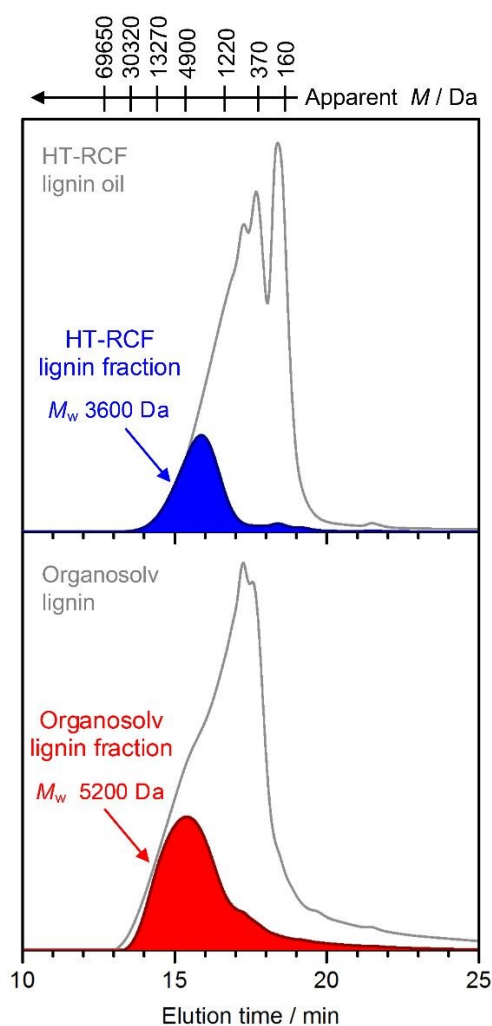 69650 30320 13270 4900 1220 370 160
Apparent M / Da
HT-RCF
lignin oil
HT-RCF
lignin fraction
Mw 3600 Da
Organosolv
lignin
Organosolv
lignin fraction
Mw 5200 Da
10 15 20 25
Elution time / min